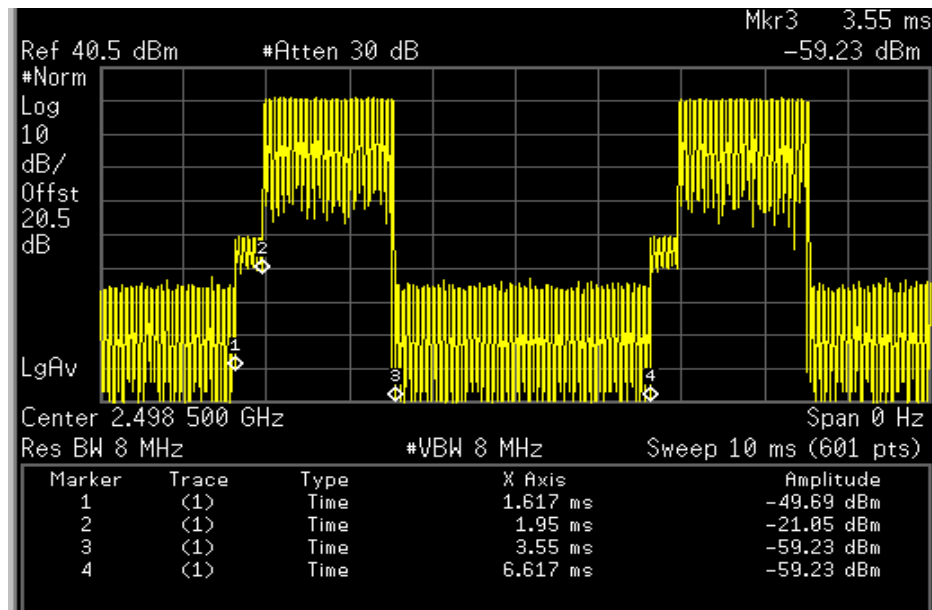 Mkr3 3.55 ms
Ref 40.5 dBm #Atten 30 dB -59.23 dBm
#Norm
Log
10
dB/
Offst
20.5
dB
LgAv
2
1
3
4
Center 2.498 500 GHz Span 0 Hz
Res BW 8 MHz #VBW 8 MHz Sweep 10 ms (601 pts)
Marker Trace Type X Axis Amplitude
1 (1) Time 1.617 ms -49.69 dBm
2 (1) Time 1.95 ms -21.05 dBm
3 (1) Time 3.55 ms -59.23 dBm
4 (1) Time 6.617 ms -59.23 dBm